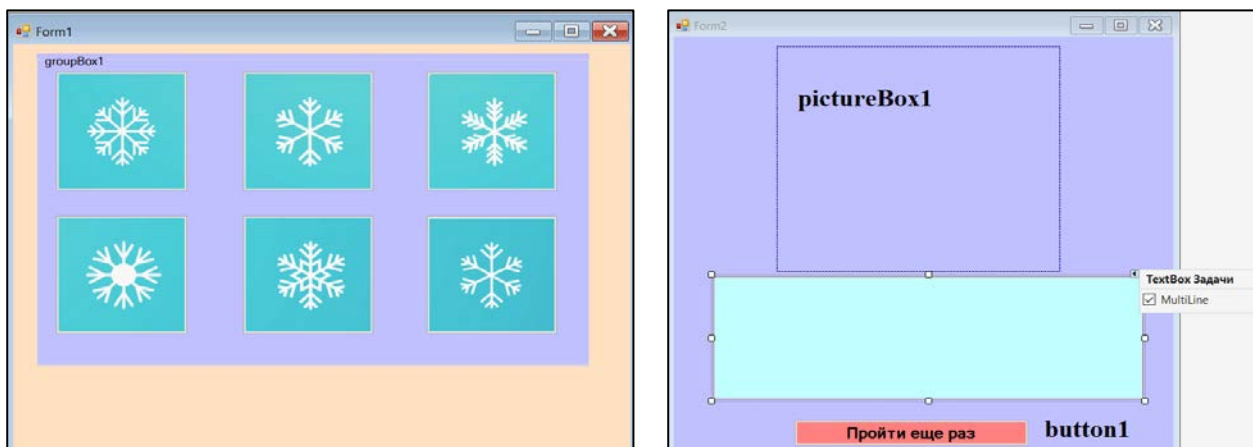 Form1
groupBox1
Form2
pictureBox1
TextBox Задачи
MultiLine
Пройти еще раз
button1